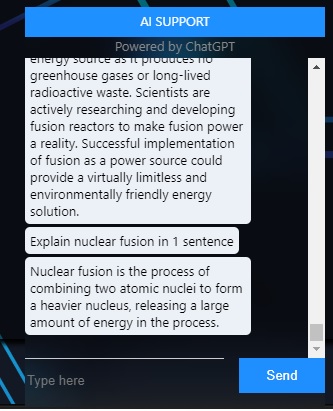 AI SUPPORT
Powered by ChatGPT
energy source as it produces no
greenhouse gases or long-lived
radioactive waste. Scientists are
actively researching and developing
fusion reactors to make fusion power
a reality. Successful implementation
of fusion as a power source could
provide a virtually limitless and
environmentally friendly energy
solution.
Explain nuclear fusion in 1 sentence
Nuclear fusion is the process of
combining two atomic nuclei to form
a heavier nucleus, releasing a large
amount of energy in the process.
Type here
Send